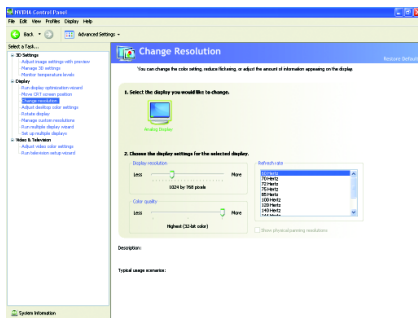 NVIDIA Control Panel
File Edit View Profiles Display Help
Back
Advanced Settings
Select a Task...
3D Settings
Adjust image settings with preview
Manage 3D settings
Monitor temperature levels
Display
Run display optimization wizard
Move CRT screen position
Change resolution
Adjust desktop color settings
Rotate display
Manage custom resolutions
Run multiple display wizard
Set up multiple displays
Video & Television
Adjust video color settings
Run television setup wizard
System Information
Change Resolution
Restore Defaults
You can change the color setting, reduce flickering, or adjust the amount of information appearing on the display.
1. Select the display you would like to change.
Analog Display
2. Choose the display settings for the selected display.
Display resolution
Less
More
1024 by 768 pixels
Color quality
Less
More
Highest (32-bit color)
Refresh rate
60 Hertz
70 Hertz
72 Hertz
75 Hertz
85 Hertz
100 Hertz
120 Hertz
140 Hertz
144 Hertz
Show physical panning resolutions
Description:
Typical usage scenarios: